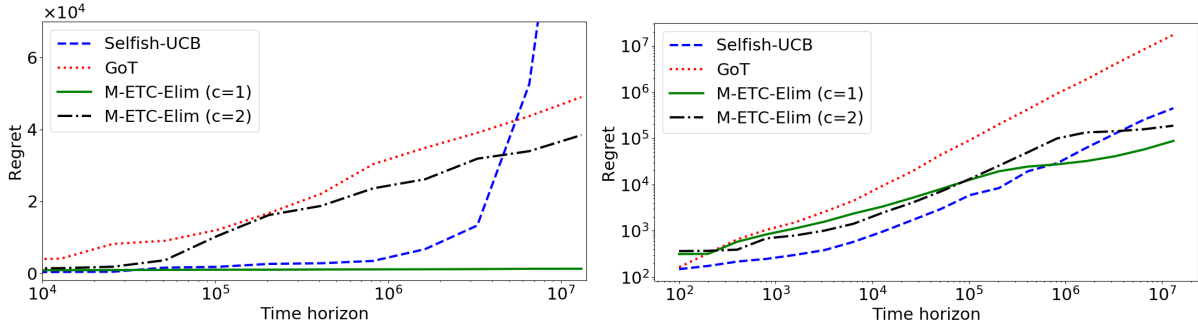 ×10⁴
6
4
2
0
Regret
Selfish-UCB
GoT
M-ETC-Elim (c=1)
M-ETC-Elim (c=2)
10⁴ 10⁵ 10⁶ 10⁷
Time horizon
10⁷
10⁶
10⁵
10⁴
10³
10²
Regret
Selfish-UCB
GoT
M-ETC-Elim (c=1)
M-ETC-Elim (c=2)
10² 10³ 10⁴ 10⁵ 10⁶ 10⁷
Time horizon